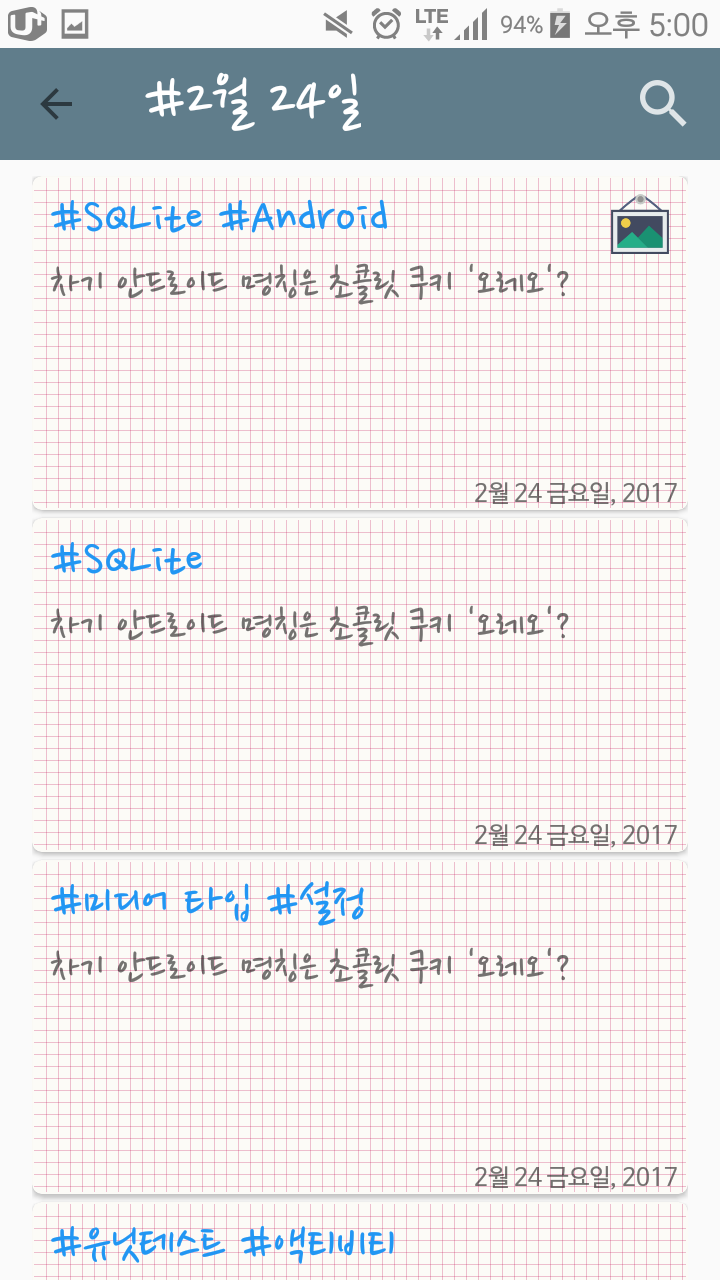 U+ LTE 94% 오후 5:00
#2월 24일
#SQLite #Android
차기 안드로이드 명칭은 초콜릿 쿠키 '오레오'?
2월 24 금요일, 2017
#SQLite
차기 안드로이드 명칭은 초콜릿 쿠키 '오레오'?
2월 24 금요일, 2017
#미디어 타입 #설정
차기 안드로이드 명칭은 초콜릿 쿠키 '오레오'?
2월 24 금요일, 2017
#유닛테스트 #액티비티